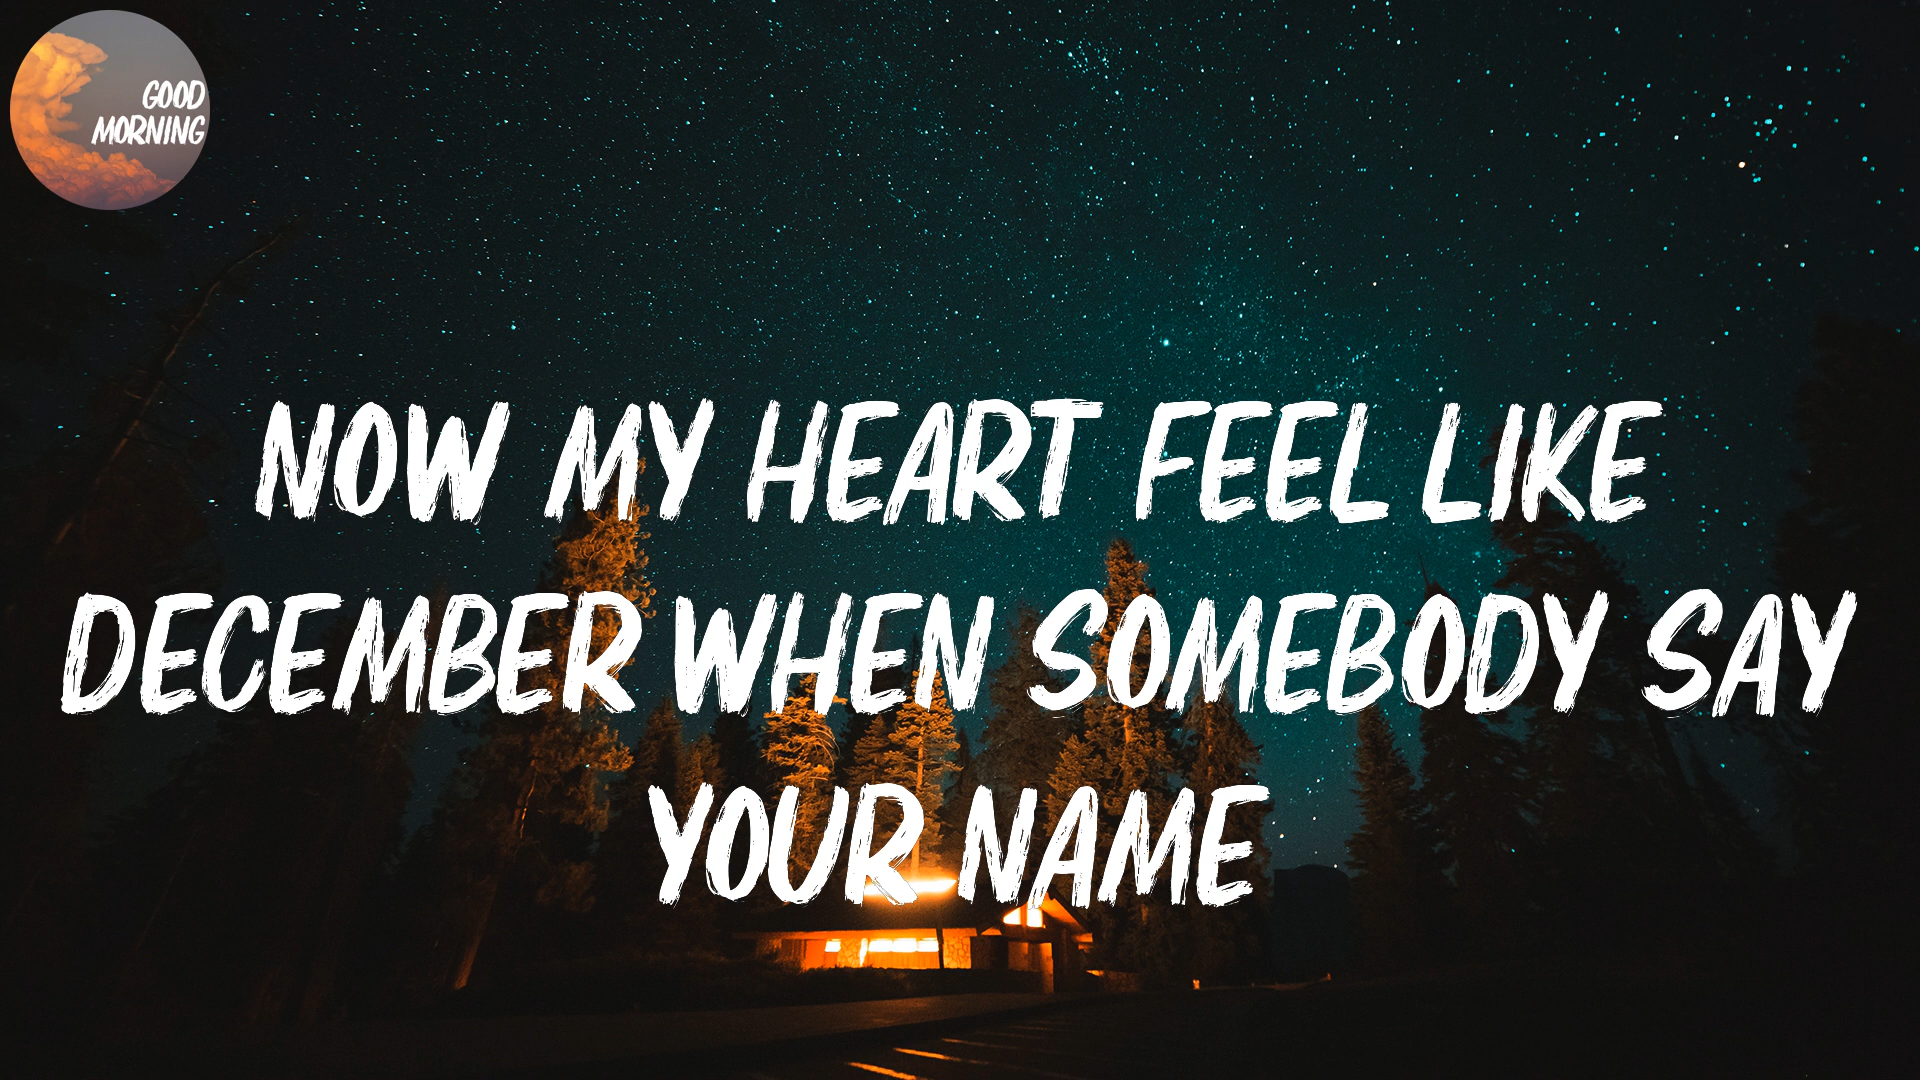 GOOD
MORNING
NOW MY HEART FEEL LIKE
DECEMBER WHEN SOMEBODY SAY
YOUR NAME